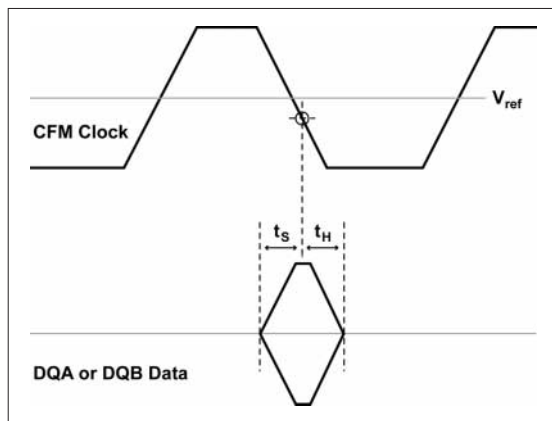 V_ref
CFM Clock
t_S t_H
DQA or DQB Data